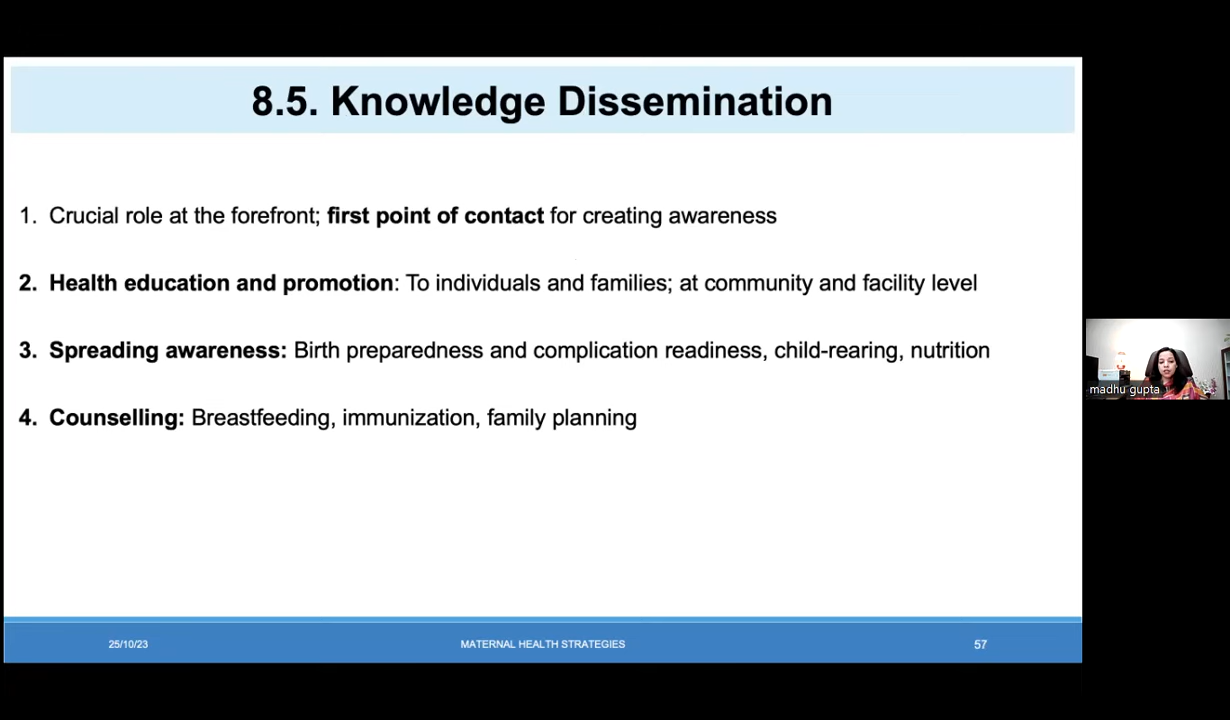 8.5. Knowledge Dissemination
1. Crucial role at the forefront; first point of contact for creating awareness
2. Health education and promotion: To individuals and families; at community and facility level
3. Spreading awareness: Birth preparedness and complication readiness, child-rearing, nutrition
4. Counselling: Breastfeeding, immunization, family planning
madhu gupta
25/10/23 MATERNAL HEALTH STRATEGIES 57